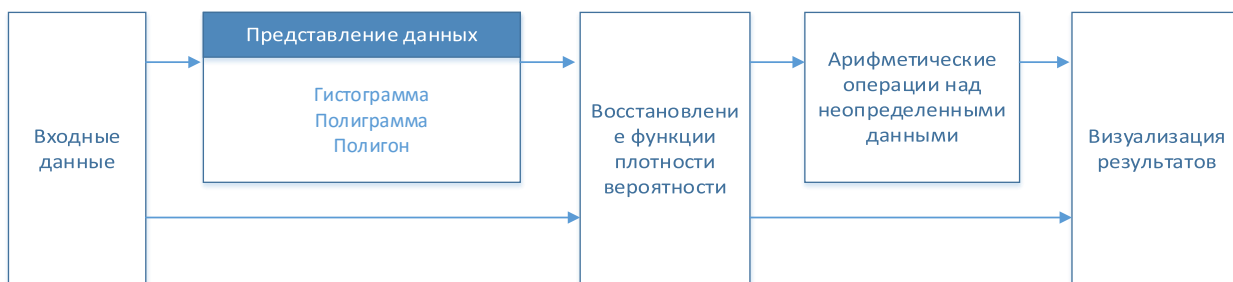 Входные
данные
Представление данных
Гистограмма
Полиграмма
Полигон
Восстановлени
е функции
плотности
вероятности
Арифметические
операции над
неопределенными
данными
Визуализация
результатов